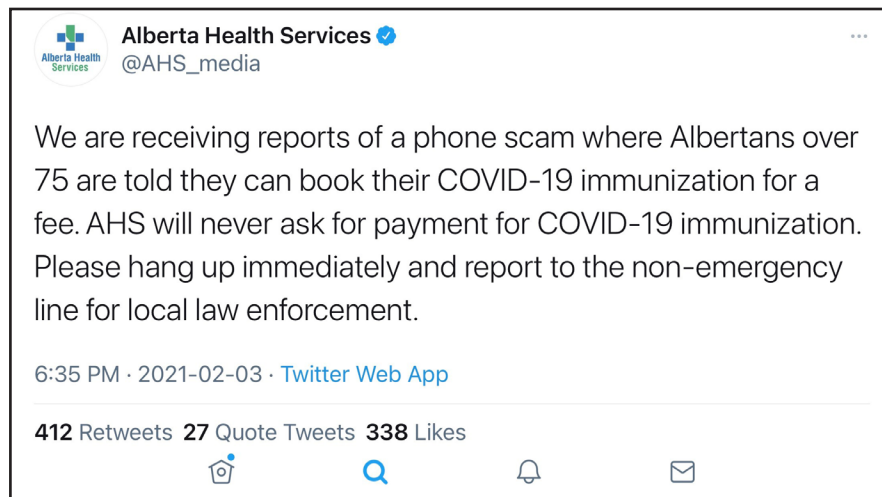 Alberta Health Services
@AHS_media
Alberta Health
Services
We are receiving reports of a phone scam where Albertans over
75 are told they can book their COVID-19 immunization for a
fee. AHS will never ask for payment for COVID-19 immunization.
Please hang up immediately and report to the non-emergency
line for local law enforcement.
6:35 PM · 2021-02-03 · Twitter Web App
412 Retweets 27 Quote Tweets 338 Likes